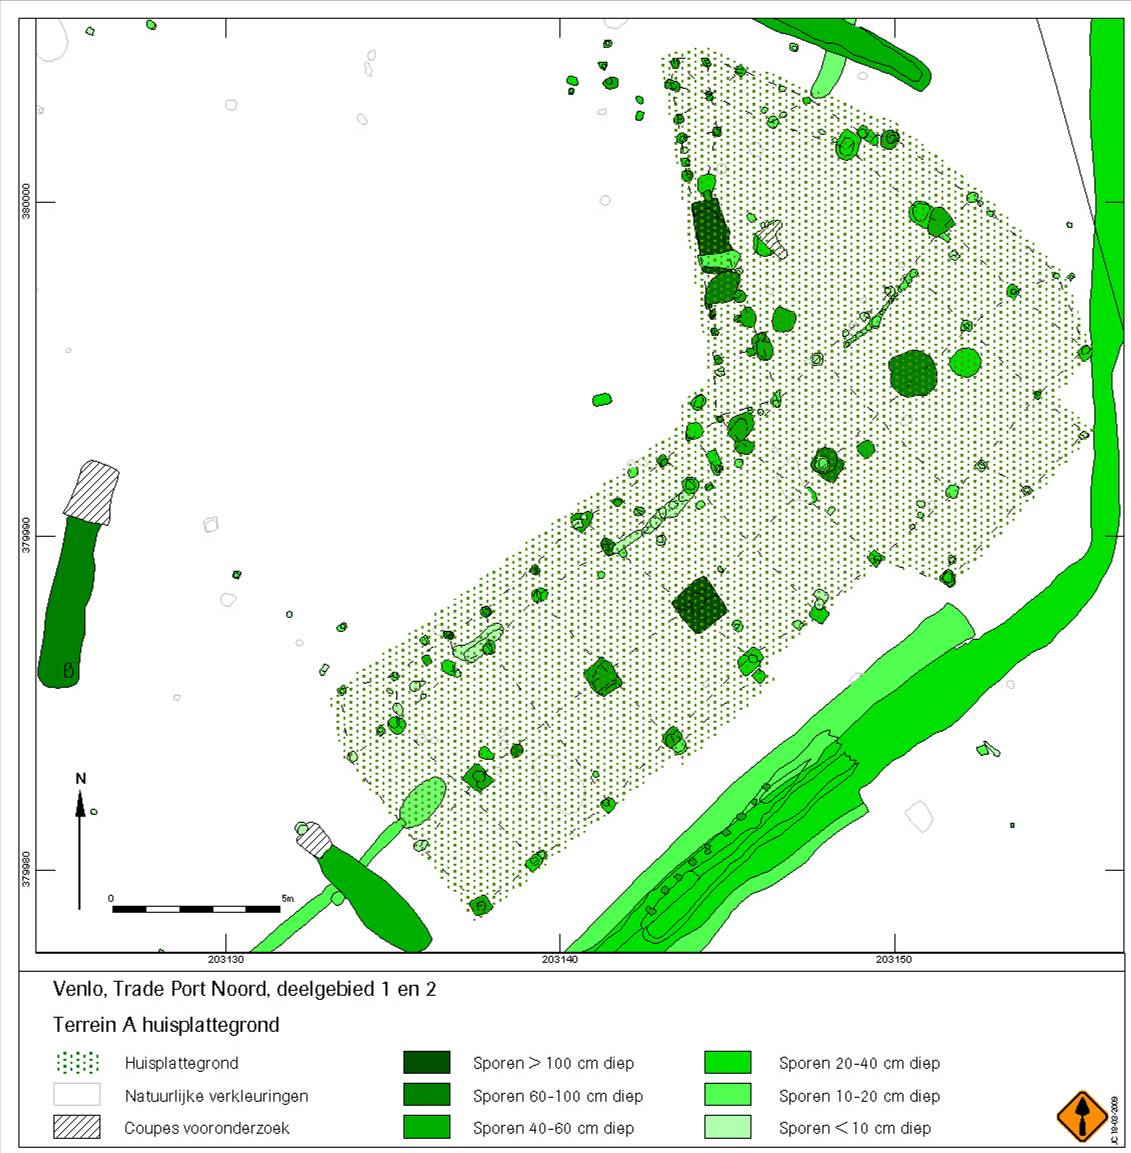 380000
379990
379980
N
0
5m
203130
203140
203150
Venlo, Trade Port Noord, deelgebied 1 en 2
Terrein A huisplattegrond
Huisplattegrond
Natuurlijke verkleuringen
Coupes vooronderzoek
Sporen > 100 cm diep
Sporen 60-100 cm diep
Sporen 40-60 cm diep
Sporen 20-40 cm diep
Sporen 10-20 cm diep
Sporen < 10 cm diep